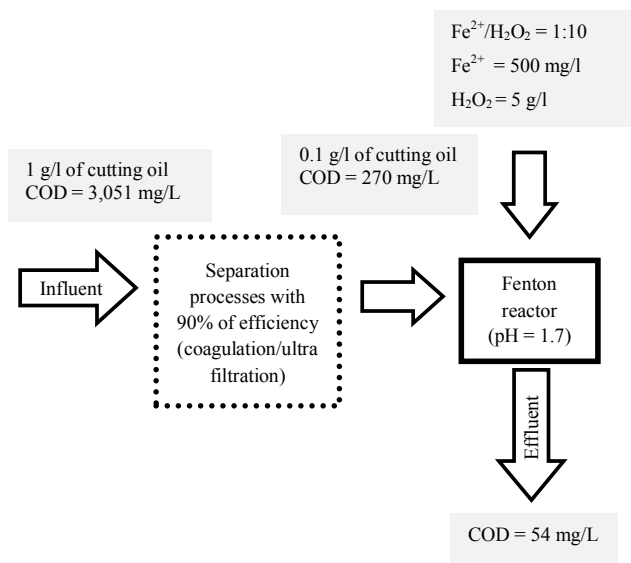 Fe²⁺/H₂O₂ = 1:10
Fe²⁺ = 500 mg/l
H₂O₂ = 5 g/l
1 g/l of cutting oil
COD = 3,051 mg/L
0.1 g/l of cutting oil
COD = 270 mg/L
Influent
Separation
processes with
90% of efficiency
(coagulation/ultra
filtration)
Fenton
reactor
(pH = 1.7)
Effluent
COD = 54 mg/L